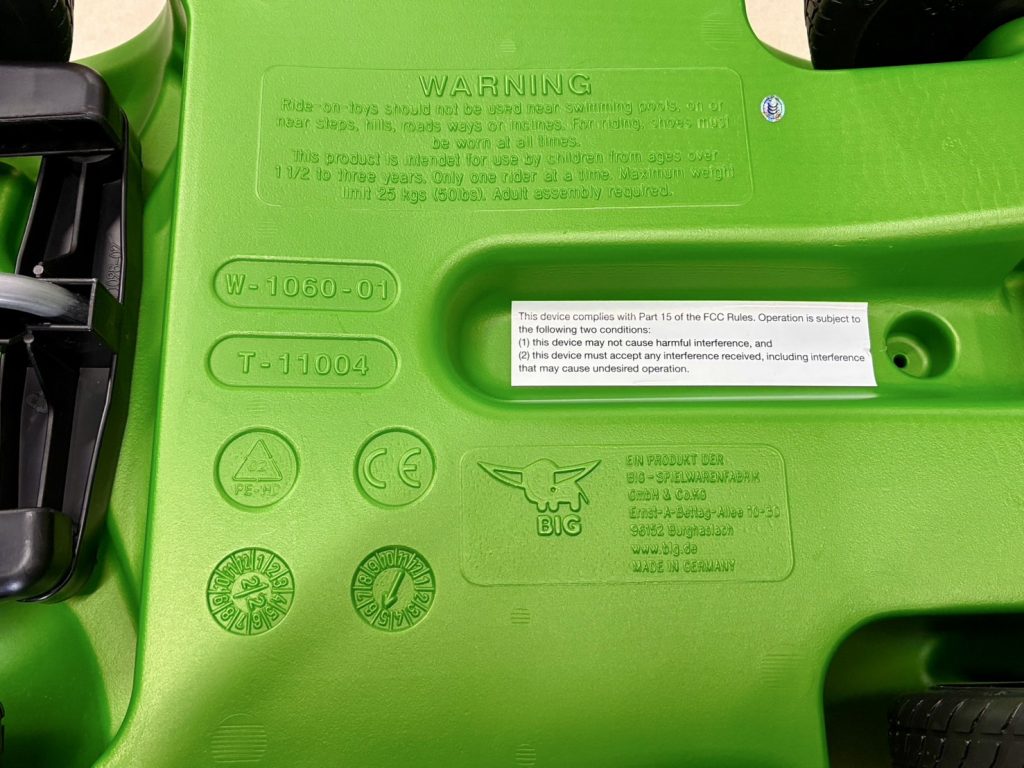 WARNING
Ride-on-toys should not be used near swimming pools, on or
near steps, hills, roads ways or inclines. For riding, shoes must
be worn at all times.
This product is intendet for use by children from ages over
1 1/2 to three years. Only one rider at a time. Maximum weight
limit 25 kgs (50lbs). Adult assembly required.
W-1060-01
T-11004
This device complies with Part 15 of the FCC Rules. Operation is subject to
the following two conditions:
(1) this device may not cause harmful interference, and
(2) this device must accept any interference received, including interference
that may cause undesired operation.
02
PE-HD
CE
BIG
EIN PRODUKT DER
BIG-SPIELWARENFABRIK
GmbH & Co.KG
Ernst-A-Bettag-Allee 10-30
96152 Burghaslach
www.big.de
MADE IN GERMANY